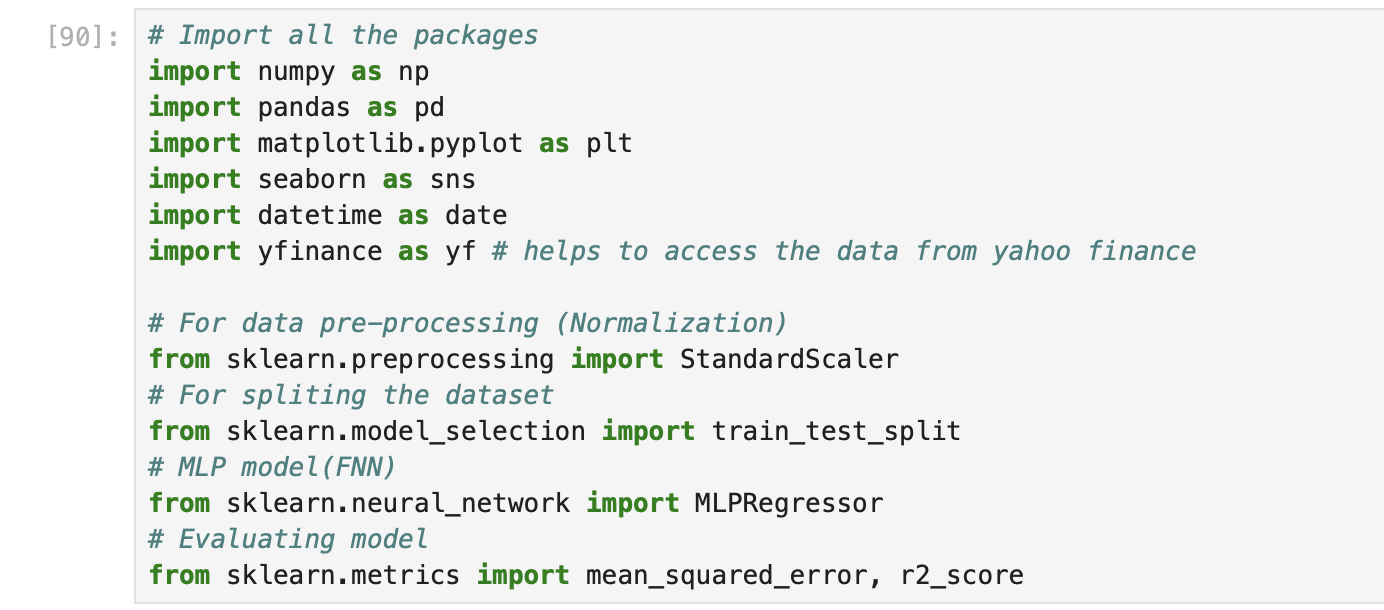 [90]:
# Import all the packages
import numpy as np
import pandas as pd
import matplotlib.pyplot as plt
import seaborn as sns
import datetime as date
import yfinance as yf # helps to access the data from yahoo finance
# For data pre-processing (Normalization)
from sklearn.preprocessing import StandardScaler
# For spliting the dataset
from sklearn.model_selection import train_test_split
# MLP model(FNN)
from sklearn.neural_network import MLPRegressor
# Evaluating model
from sklearn.metrics import mean_squared_error, r2_score